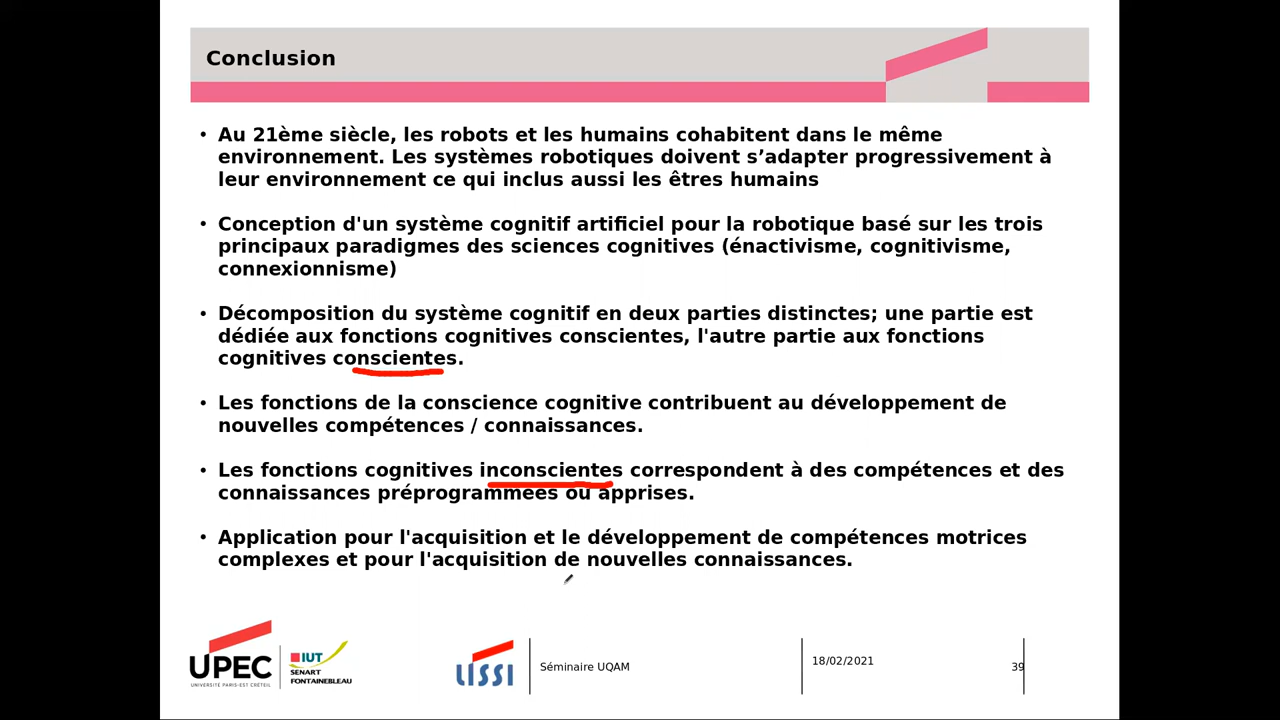 Conclusion
• Au 21ème siècle, les robots et les humains cohabitent dans le même
environnement. Les systèmes robotiques doivent s’adapter progressivement à
leur environnement ce qui inclus aussi les êtres humains
• Conception d'un système cognitif artificiel pour la robotique basé sur les trois
principaux paradigmes des sciences cognitives (énactivisme, cognitivisme,
connexionnisme)
• Décomposition du système cognitif en deux parties distinctes; une partie est
dédiée aux fonctions cognitives conscientes, l'autre partie aux fonctions
cognitives conscientes.
• Les fonctions de la conscience cognitive contribuent au développement de
nouvelles compétences / connaissances.
• Les fonctions cognitives inconscientes correspondent à des compétences et des
connaissances préprogrammées ou apprises.
• Application pour l'acquisition et le développement de compétences motrices
complexes et pour l'acquisition de nouvelles connaissances.
UPEC
UNIVERSITÉ PARIS-EST CRÉTEIL
IUT
SENART
FONTAINEBLEAU
LISSI
Séminaire UQAM
18/02/2021
39